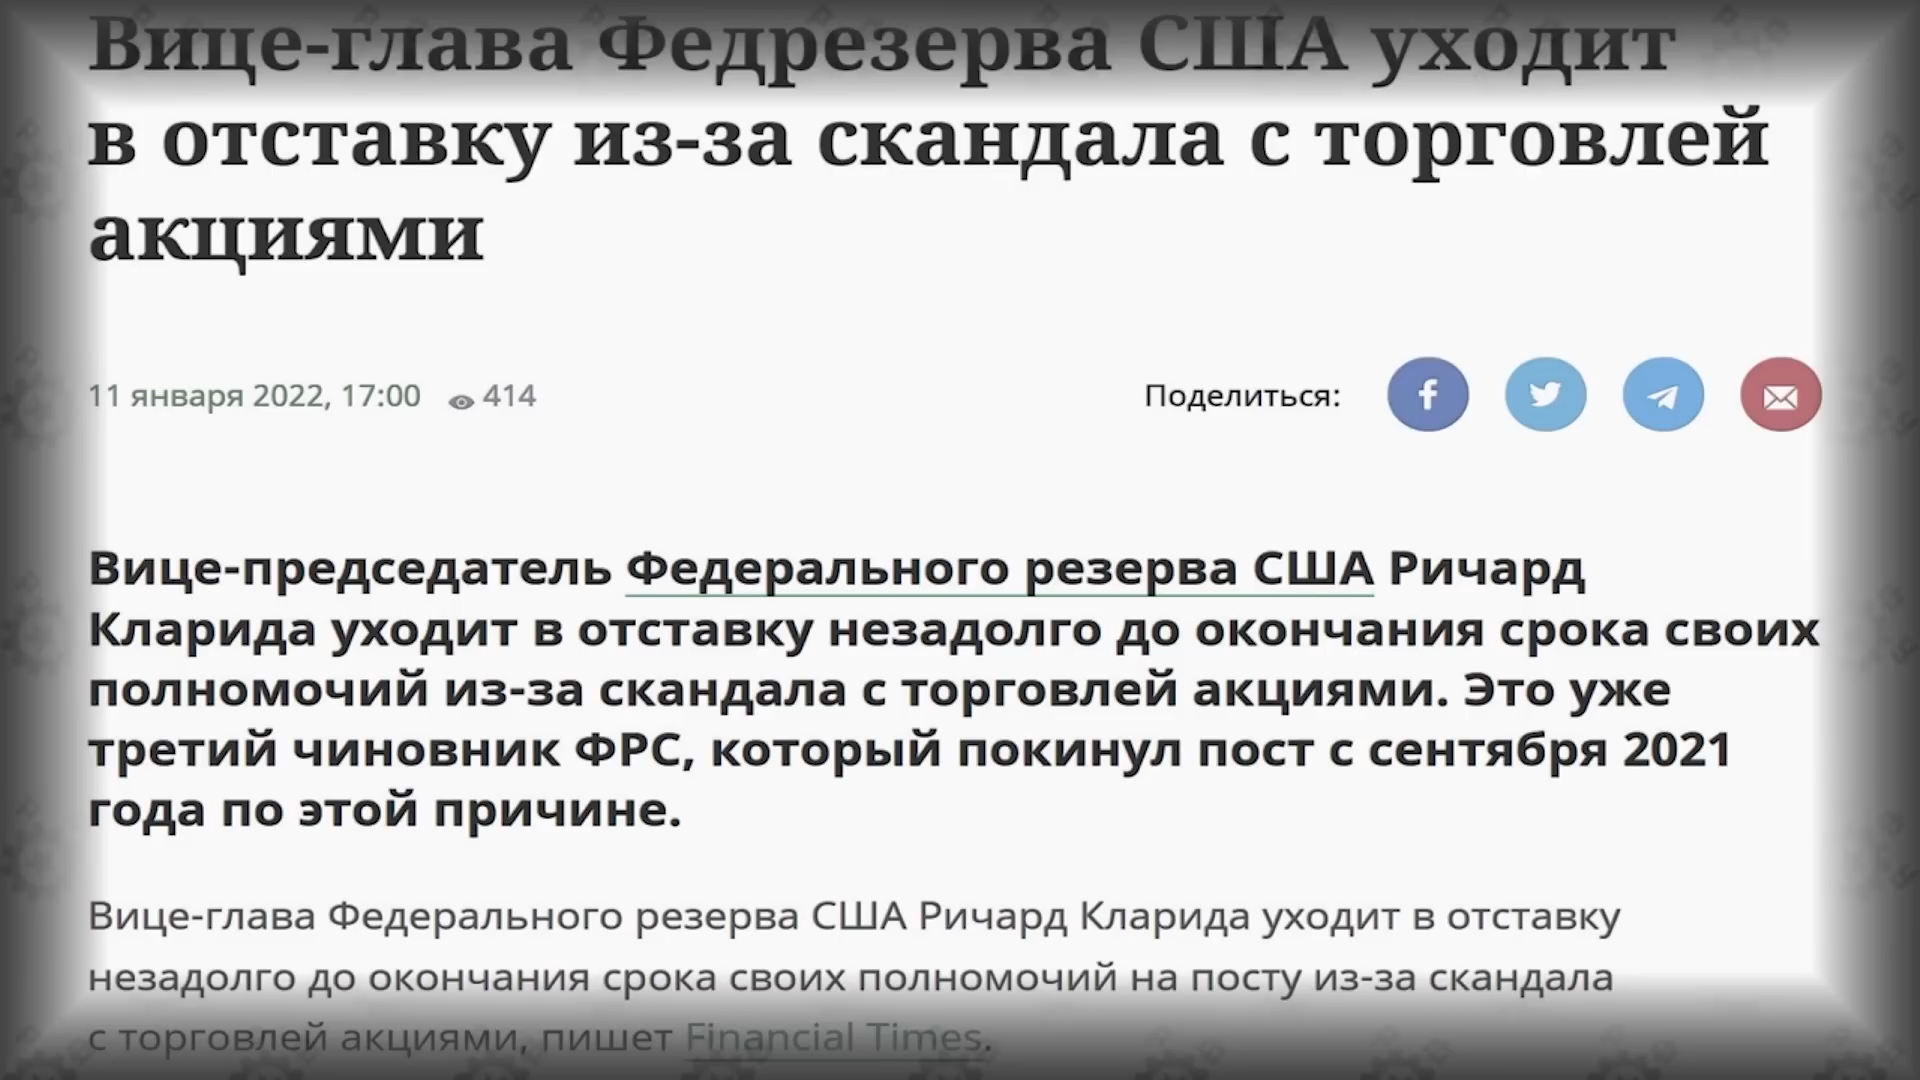 Вице-глава Федрезерва США уходит
в отставку из-за скандала с торговлей
акциями
11 января 2022, 17:00 414
Поделиться:
Вице-председатель Федерального резерва США Ричард
Кларида уходит в отставку незадолго до окончания срока своих
полномочий из-за скандала с торговлей акциями. Это уже
третий чиновник ФРС, который покинул пост с сентября 2021
года по этой причине.
Вице-глава Федерального резерва США Ричард Кларида уходит в отставку
незадолго до окончания срока своих полномочий на посту из-за скандала
с торговлей акциями, пишет Financial Times.